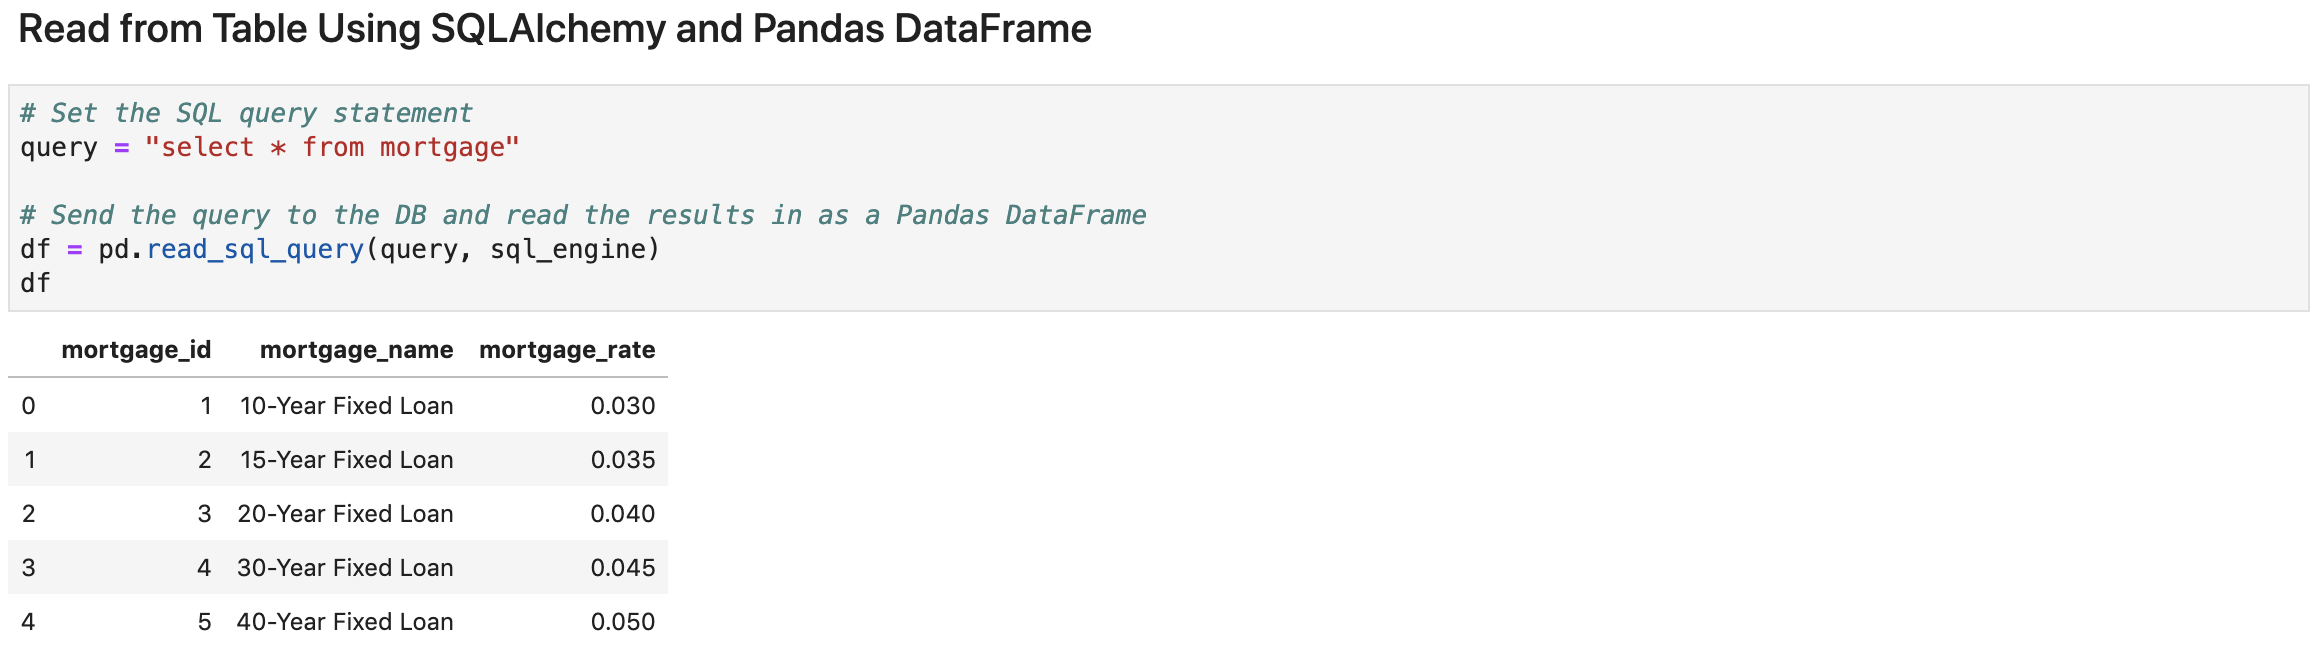 Read from Table Using SQLAlchemy and Pandas DataFrame
# Set the SQL query statement
query = "select * from mortgage"
# Send the query to the DB and read the results in as a Pandas DataFrame
df = pd.read_sql_query(query, sql_engine)
df
mortgage_id mortgage_name mortgage_rate
0 1 10-Year Fixed Loan 0.030
1 2 15-Year Fixed Loan 0.035
2 3 20-Year Fixed Loan 0.040
3 4 30-Year Fixed Loan 0.045
4 5 40-Year Fixed Loan 0.050